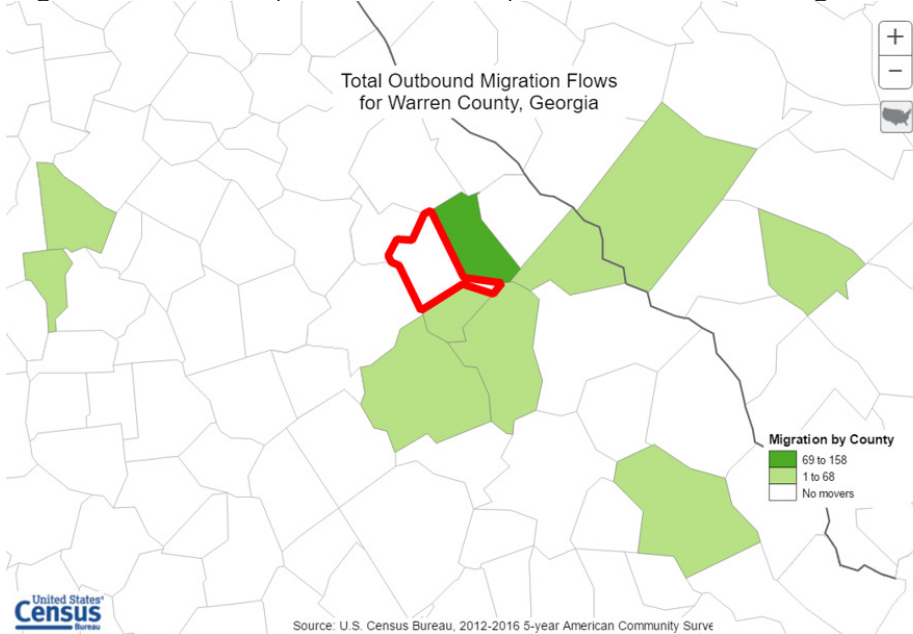 +
−
Total Outbound Migration Flows
for Warren County, Georgia
Migration by County
69 to 158
1 to 68
No movers
United States®
Census
Bureau
Source: U.S. Census Bureau, 2012-2016 5-year American Community Surve